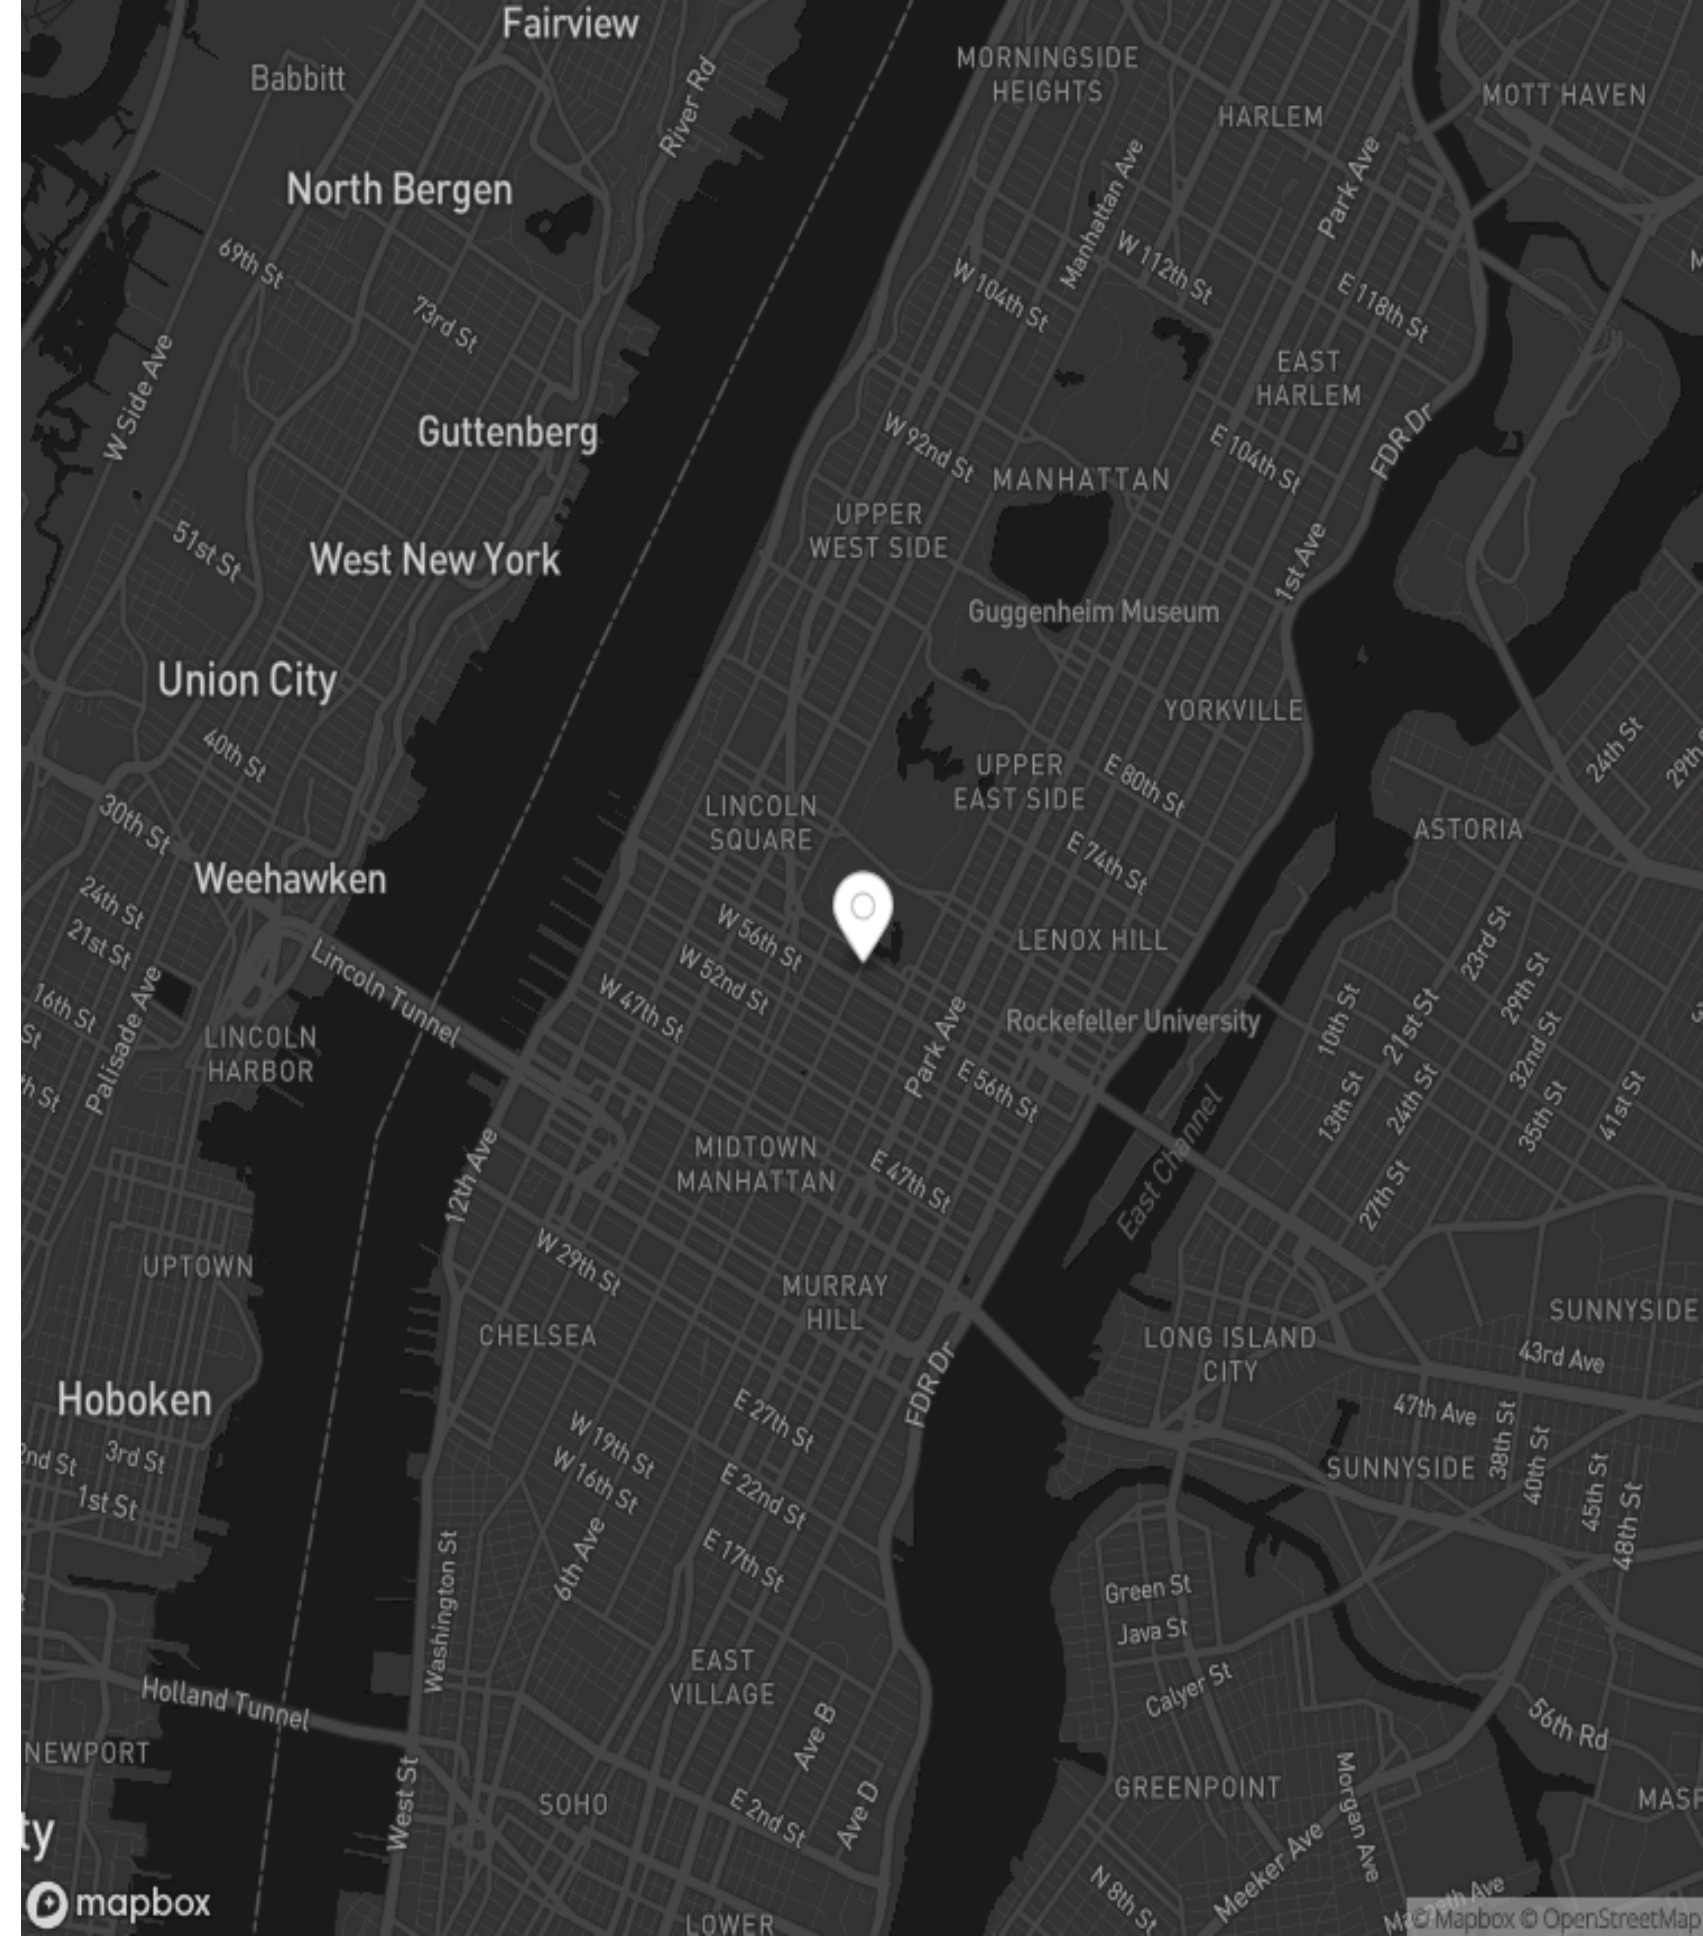 Fairview
Babbitt
River Rd
MORNINGSIDE
HEIGHTS
HARLEM
MOTT HAVEN
North Bergen
Manhattan Ave
Park Ave
69th St
73rd St
W 104th St
W 112th St
E 118th St
W Side Ave
EAST
HARLEM
Guttenberg
W 92nd St
MANHATTAN
E 104th St
FDR Dr
51st St
West New York
UPPER
WEST SIDE
1st Ave
Guggenheim Museum
Union City
YORKVILLE
40th St
24th St
29th
UPPER
EAST SIDE
E 80th St
30th St
LINCOLN
SQUARE
E 74th St
ASTORIA
Weehawken
24th St
21st St
16th St
St
th St
Palisade Ave
Lincoln Tunnel
W 56th St
W 52nd St
W 47th St
LENOX HILL
23rd St
29th St
10th St
21st St
32nd St
LINCOLN
HARBOR
Park Ave
Rockefeller University
E 56th St
13th St
24th St
35th St
41st St
East Channel
12th Ave
MIDTOWN
MANHATTAN
E 47th St
27th St
UPTOWN
W 29th St
MURRAY
HILL
CHELSEA
LONG ISLAND
CITY
SUNNYSIDE
43rd Ave
FDR Dr
Hoboken
47th Ave
38th St
40th St
E 27th St
W 19th St
W 16th St
E 22nd St
SUNNYSIDE
45th St
48th St
2nd St
3rd St
1st St
Washington St
6th Ave
E 17th St
Green St
Java St
Calyer St
EAST
VILLAGE
Holland Tunnel
Ave B
56th Rd
NEWPORT
West St
SOHO
E 2nd St
Ave D
GREENPOINT
Morgan Ave
MASP
ty
Meeker Ave
N 8th St
mapbox
LOWER
© Mapbox © OpenStreetMap